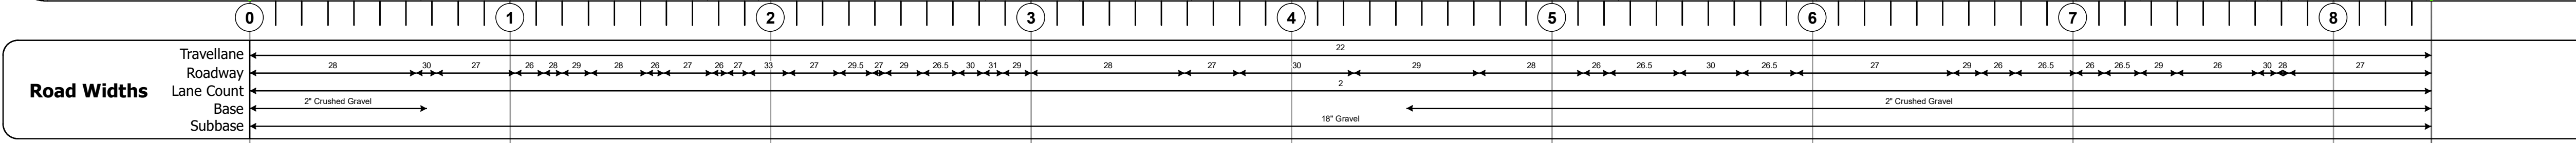 0 1 2 3 4 5 6 7 8
Road Widths
Travellane 22
Roadway 28 30 27 26 28 29 28 26 27 26 27 33 27 29.5 27 29 26.5 30 31 29 28 27 30 29 28 26 26.5 30 26.5 27 29 26 26.5 26 26.5 29 26 30 28 27
Lane Count 2
Base 2" Crushed Gravel 2" Crushed Gravel
Subbase 18" Gravel